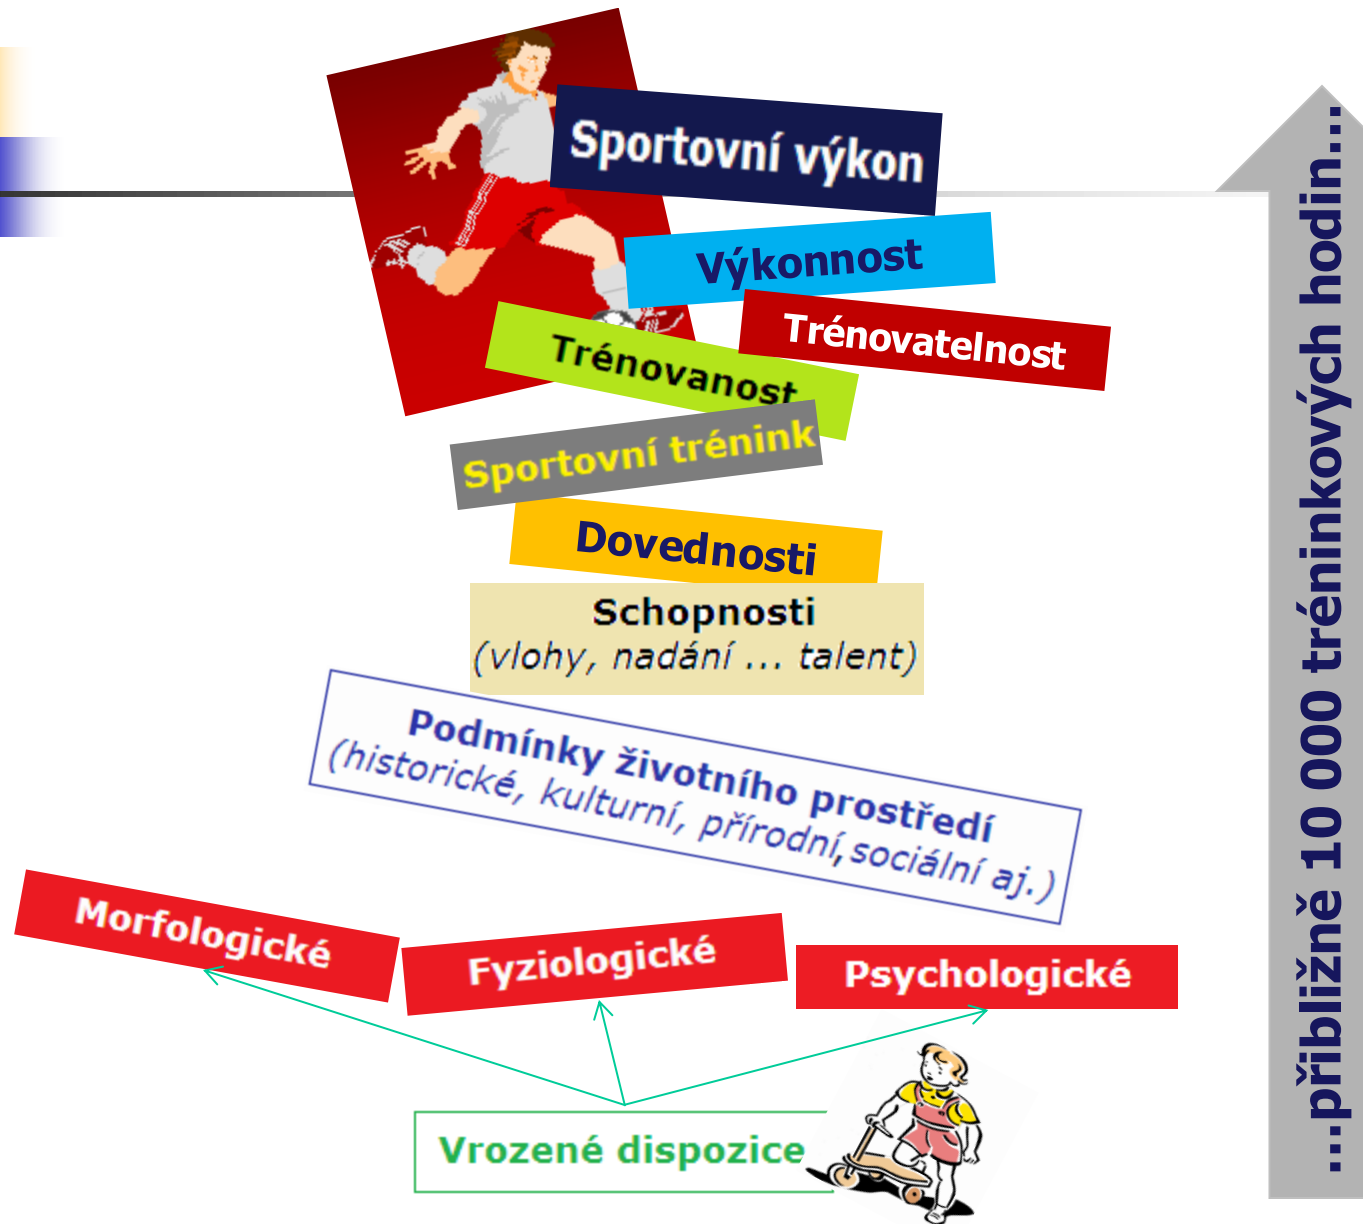 Sportovní výkon
Výkonnost
Trénovatelnost
Trénovanost
Sportovní trénink
Dovednosti
Schopnosti
(vlohy, nadání ... talent)
Podmínky životního prostředí
(historické, kulturní, přírodní, sociální aj.)
Morfologické
Fyziologické
Psychologické
Vrozené dispozice
...přibližně 10 000 tréninkových hodin...